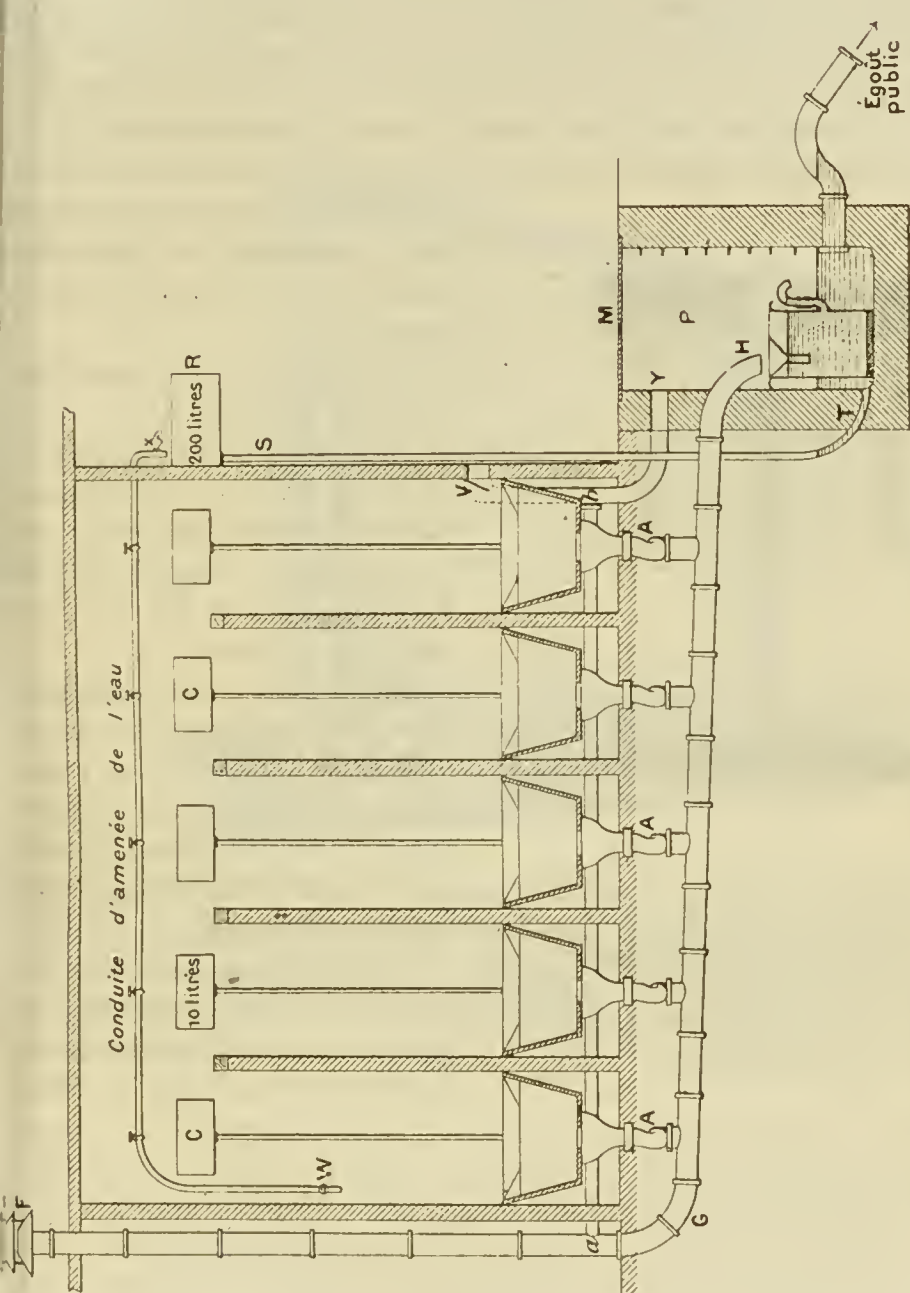 Égout
public
M
P
H
Y
T
R
200 litres
x
S
V
b
A
Conduite d'amenée de l'eau
C
A
10 litres
C
A
W
F
a
G